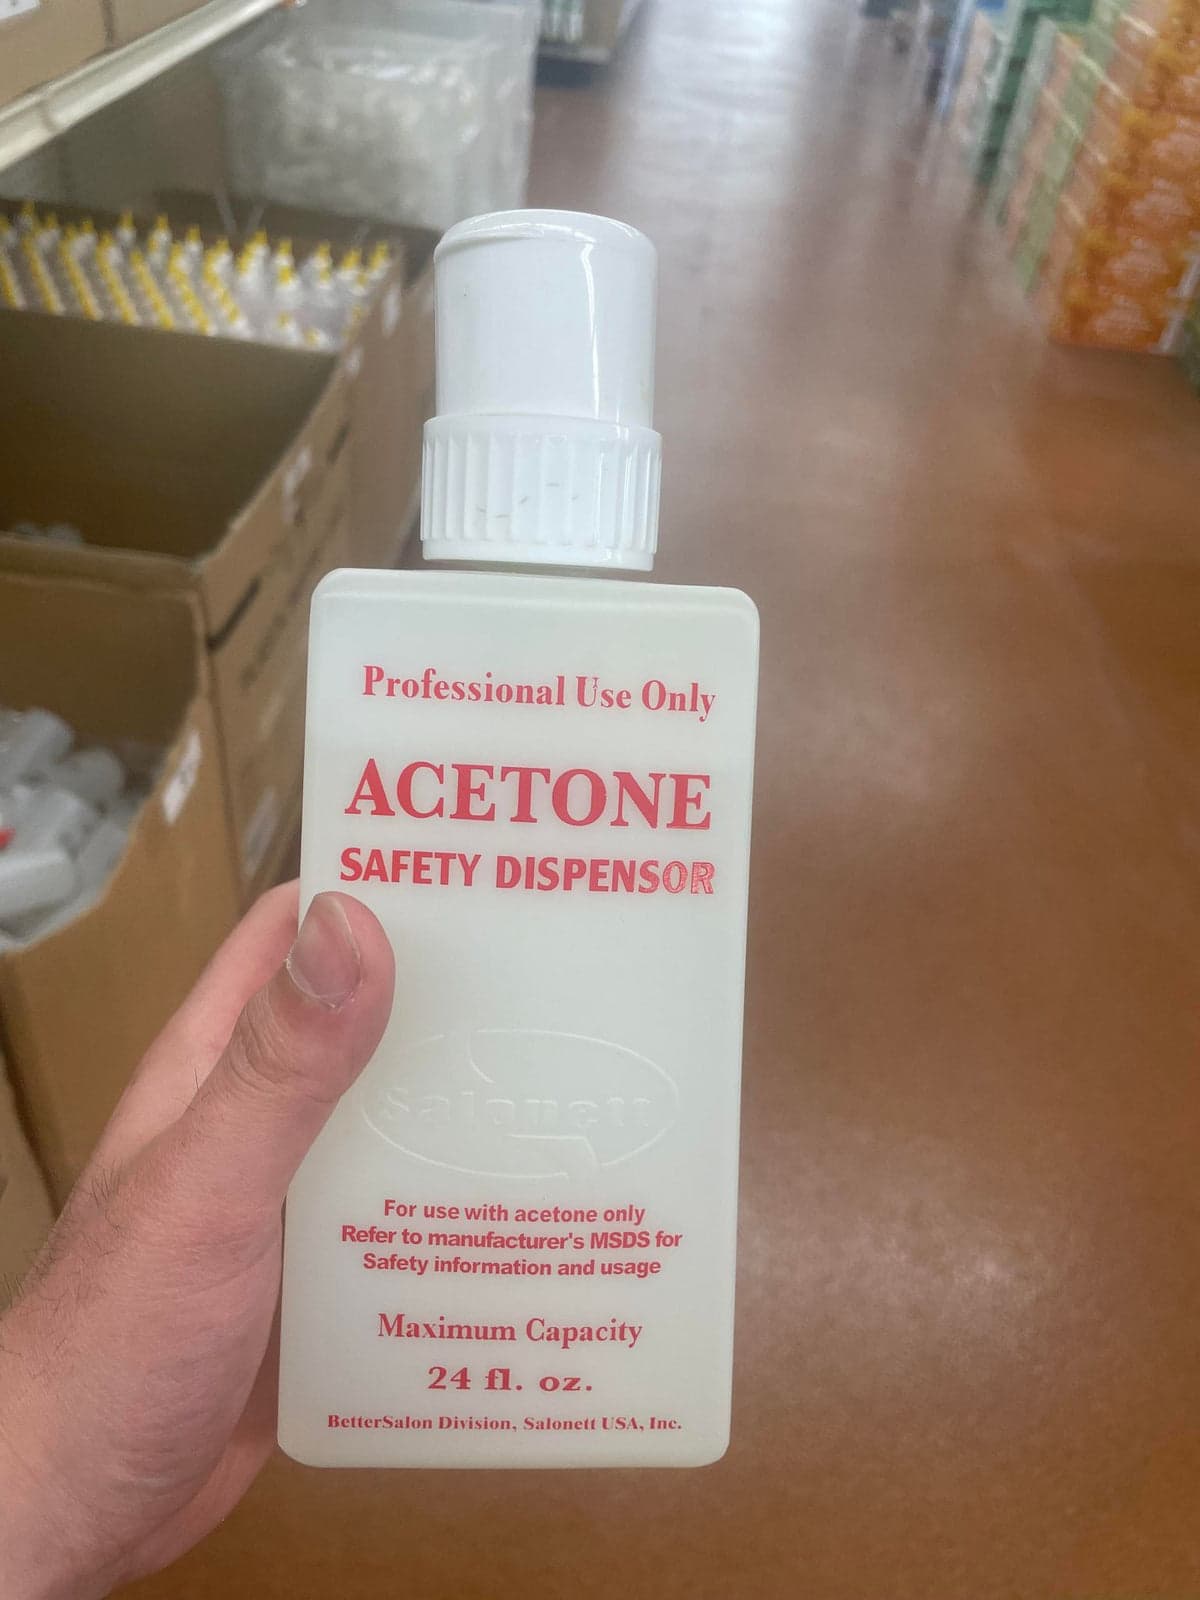 Professional Use Only
ACETONE
SAFETY DISPENSOR
Salonett
For use with acetone only
Refer to manufacturer's MSDS for
Safety information and usage
Maximum Capacity
24 fl. oz.
BetterSalon Division, Salonett USA, Inc.